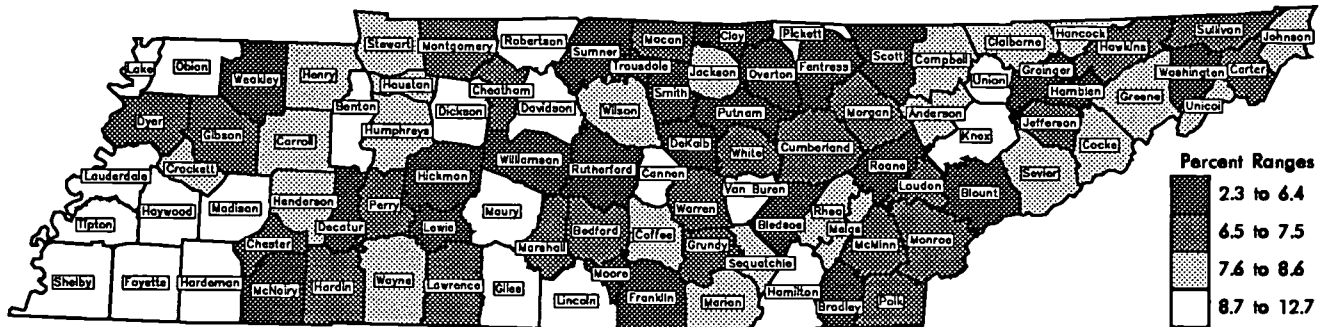 Stewart
Montgomery
Robertson
Sumner
Macon
Clay
Pickett
Scott
Campbell
Claiborne
Hancock
Hawkins
Sullivan
Johnson
Lake
Obion
Weakley
Henry
Houston
Cheatham
Trousdale
Jackson
Overton
Fentress
Union
Grainger
Hamblen
Washington
Carter
Greene
Unicoi
Dyer
Gibson
Carroll
Benton
Humphreys
Dickson
Davidson
Wilson
Smith
Putnam
Morgan
Anderson
Knox
Jefferson
Cocke
Sevier
Lauderdale
Crockett
Henderson
Hickman
Williamson
Rutherford
DeKalb
Cannon
White
Cumberland
Roane
Loudon
Blount
Tipton
Haywood
Madison
Decatur
Perry
Lewis
Maury
Marshall
Bedford
Coffee
Warren
Van Buren
Bledsoe
Rhea
Meigs
McMinn
Monroe
Shelby
Fayette
Hardeman
Chester
McNairy
Hardin
Wayne
Lawrence
Giles
Lincoln
Moore
Franklin
Grundy
Sequatchie
Marion
Hamilton
Bradley
Polk
Percent Ranges
2.3 to 6.4
6.5 to 7.5
7.6 to 8.6
8.7 to 12.7